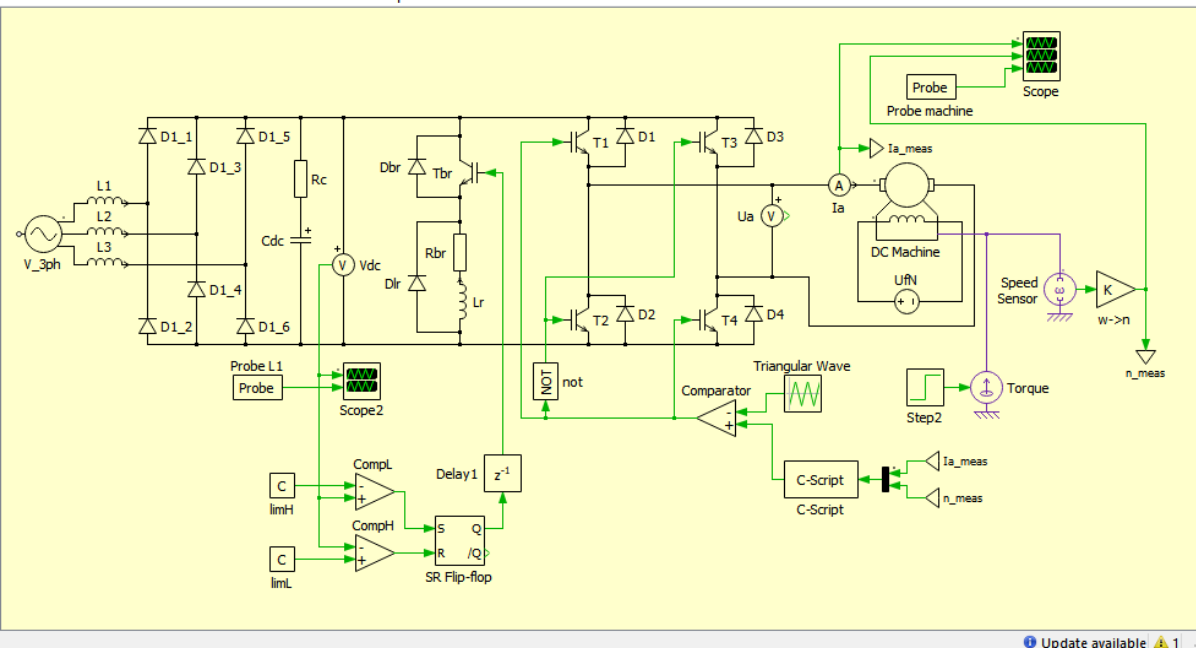 Probe
Probe machine
Scope
D1_1
D1_5
D1_3
T1
D1
T3
D3
Ia_meas
Dbr
Tbr
Rc
A
Ia
L1
L2
L3
V_3ph
Cdc
V
Vdc
Rbr
Dlr
Lr
Ua
V
DC Machine
UfN
Speed
Sensor
ω
K
w->n
D1_4
D1_2
D1_6
T2
D2
T4
D4
n_meas
Probe L1
Probe
Scope2
NOT
not
Triangular Wave
Comparator
-
+
Step2
Torque
C
limH
CompL
-
+
Delay1
z-1
C-Script
C-Script
Ia_meas
n_meas
CompH
-
+
C
limL
S
Q
R
/Q
SR Flip-flop
Update available
1